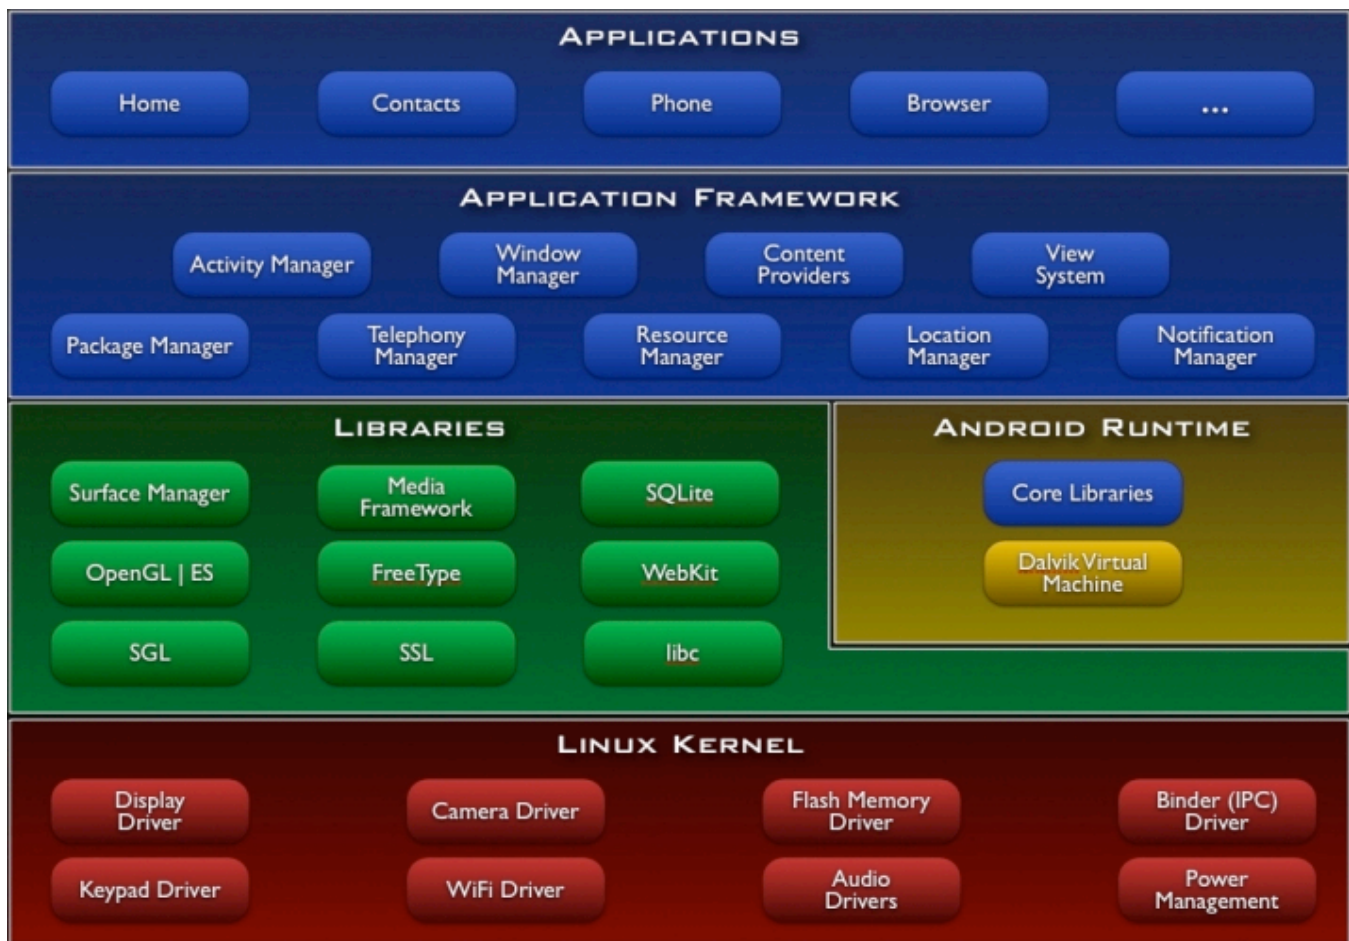 APPLICATIONS
Home
Contacts
Phone
Browser
...
APPLICATION FRAMEWORK
Activity Manager
Window
Manager
Content
Providers
View
System
Package Manager
Telephony
Manager
Resource
Manager
Location
Manager
Notification
Manager
LIBRARIES
Surface Manager
Media
Framework
SQLite
OpenGL | ES
FreeType
WebKit
SGL
SSL
libc
ANDROID RUNTIME
Core Libraries
Dalvik Virtual
Machine
LINUX KERNEL
Display
Driver
Camera Driver
Flash Memory
Driver
Binder (IPC)
Driver
Keypad Driver
WiFi Driver
Audio
Drivers
Power
Management